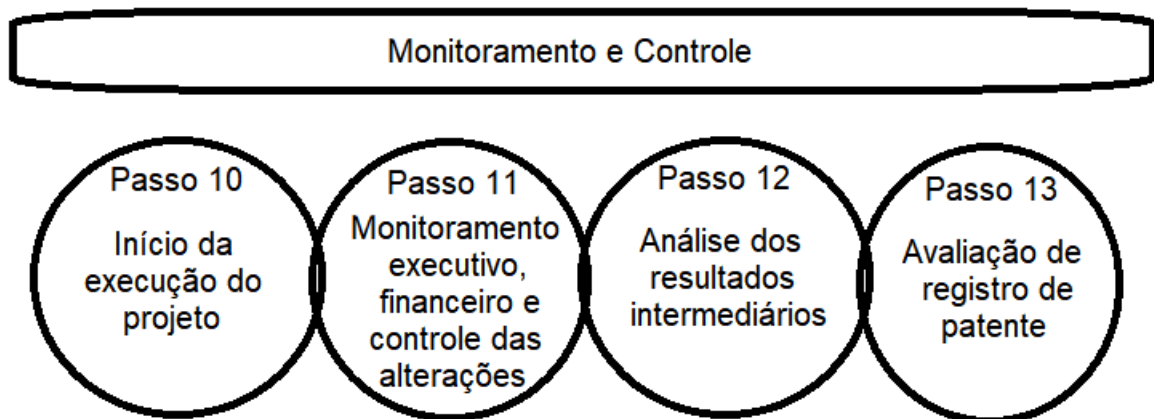 Monitoramento e Controle
Passo 10
Início da
execução do
projeto
Passo 11
Monitoramento
executivo,
financeiro e
controle das
alterações
Passo 12
Análise dos
resultados
intermediários
Passo 13
Avaliação de
registro de
patente